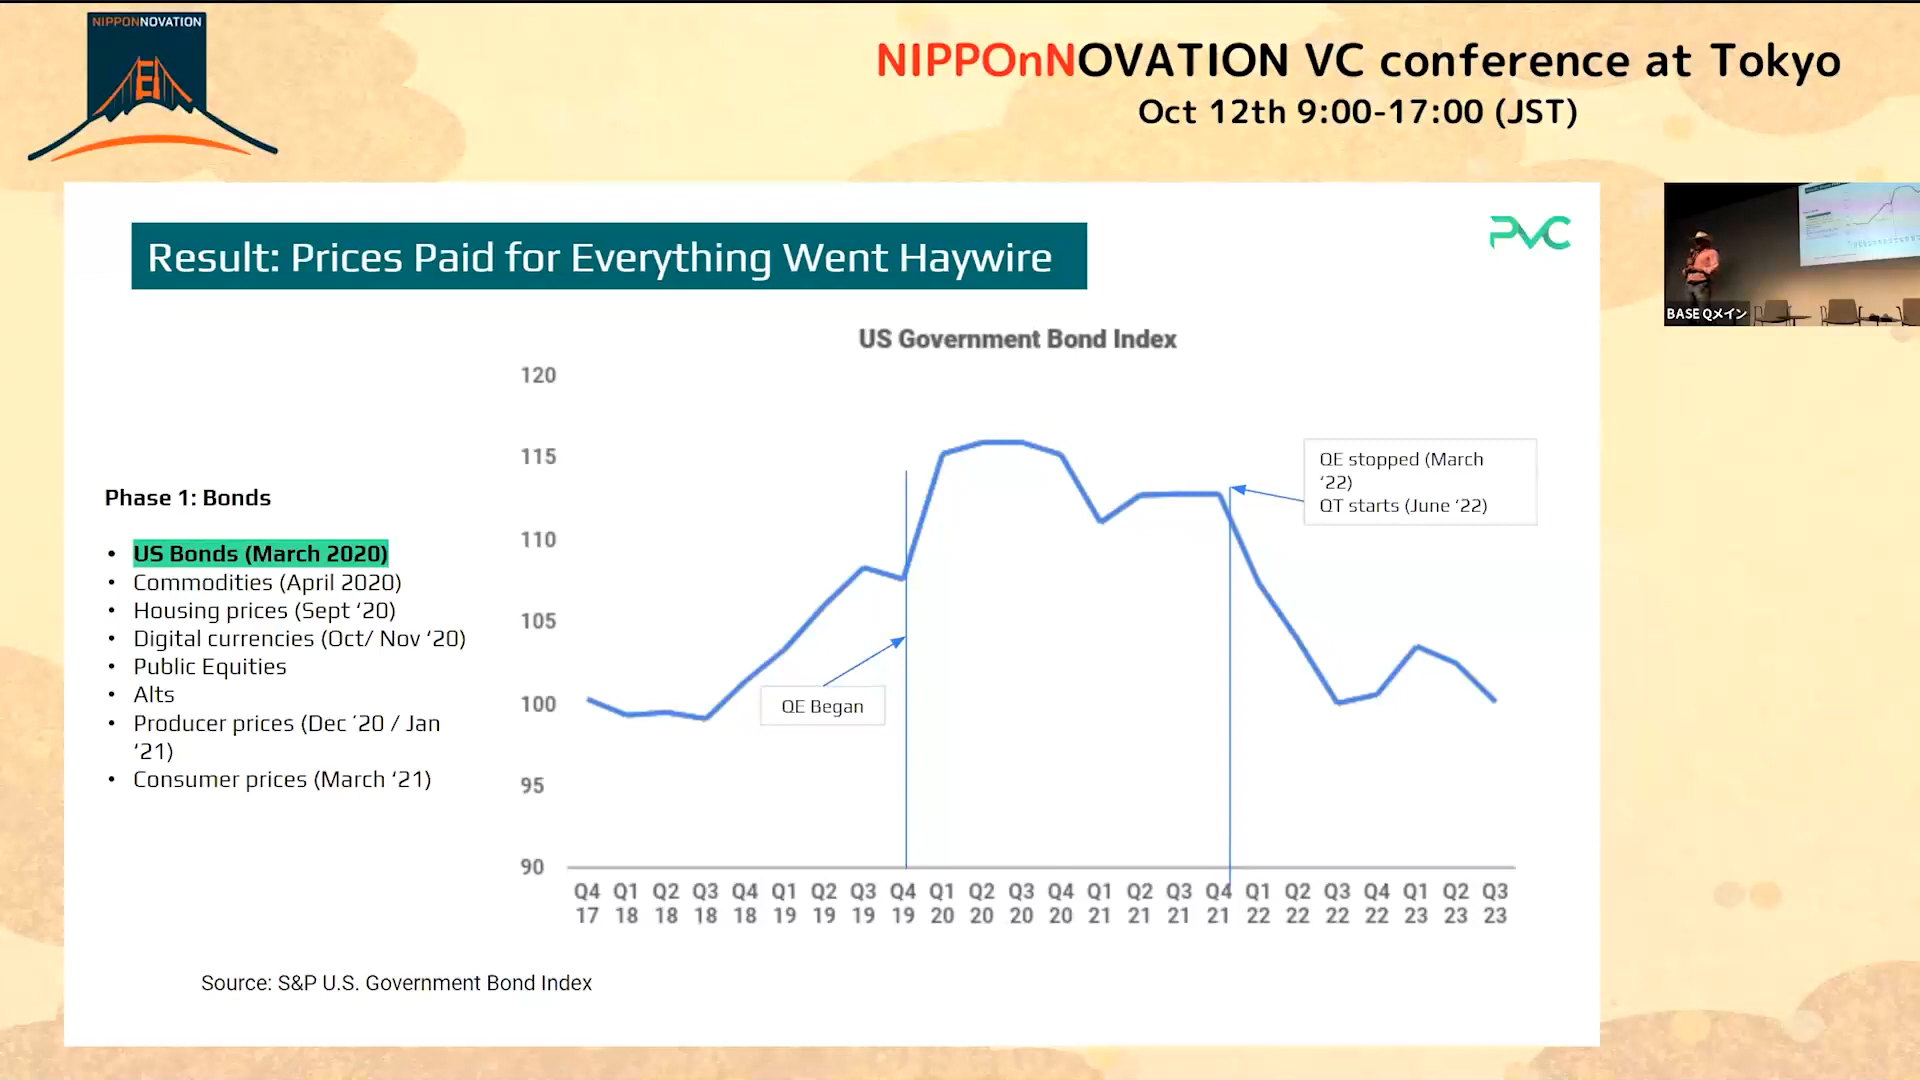 NIPPONNOVATION
NIPPOnNOVATION VC conference at Tokyo
Oct 12th 9:00-17:00 (JST)
Result: Prices Paid for Everything Went Haywire
PVC
BASE Qメイン
Phase 1: Bonds
• US Bonds (March 2020)
• Commodities (April 2020)
• Housing prices (Sept ‘20)
• Digital currencies (Oct/ Nov ‘20)
• Public Equities
• Alts
• Producer prices (Dec ’20 / Jan
‘21)
• Consumer prices (March ‘21)
US Government Bond Index
120
115
110
105
100
95
90
QE Began
QE stopped (March
‘22)
QT starts (June ‘22)
Q4 Q1 Q2 Q3 Q4 Q1 Q2 Q3 Q4 Q1 Q2 Q3 Q4 Q1 Q2 Q3 Q4 Q1 Q2 Q3 Q4 Q1 Q2 Q3
17 18 18 18 18 19 19 19 19 20 20 20 20 21 21 21 21 22 22 22 22 23 23 23
Source: S&P U.S. Government Bond Index